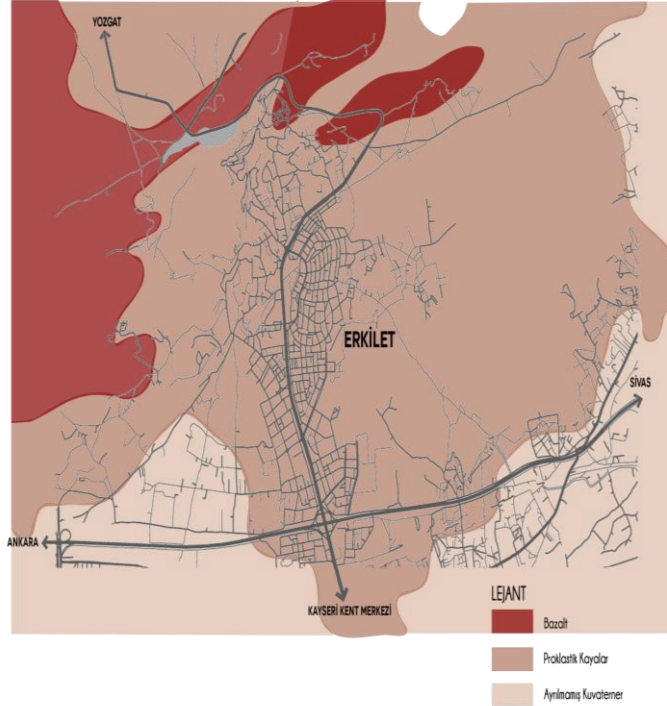 YOZGAT
ERKİLET
SİVAS
ANKARA
KAYSERİ KENT MERKEZİ
LEJANT
Bazalt
Proklastik Kayalar
Ayrılmamış Kuvaterner